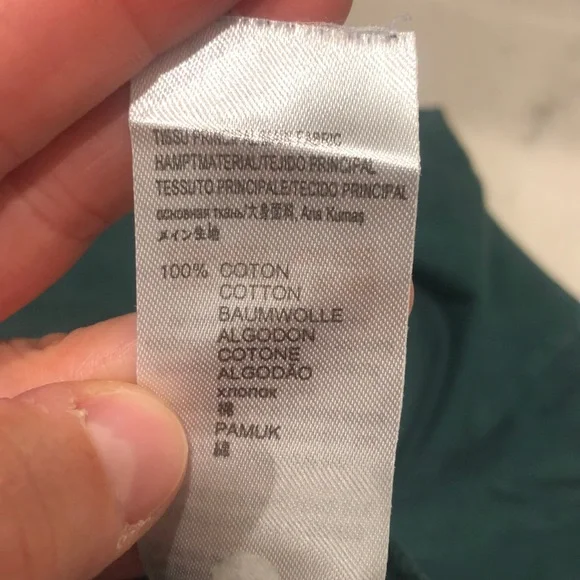 TISSU PRINCIPAL/MAIN FABRIC
HAMPTMATERIAL/TEJIDO PRINCIPAL
TESSUTO PRINCIPALE/TECIDO PRINCIPAL
основная ткань/大身面料, Ana Kumaş
メイン生地
100% COTON
COTTON
BAUMWOLLE
ALGODON
COTONE
ALGODÃO
хлопок
棉
PAMUK
綿